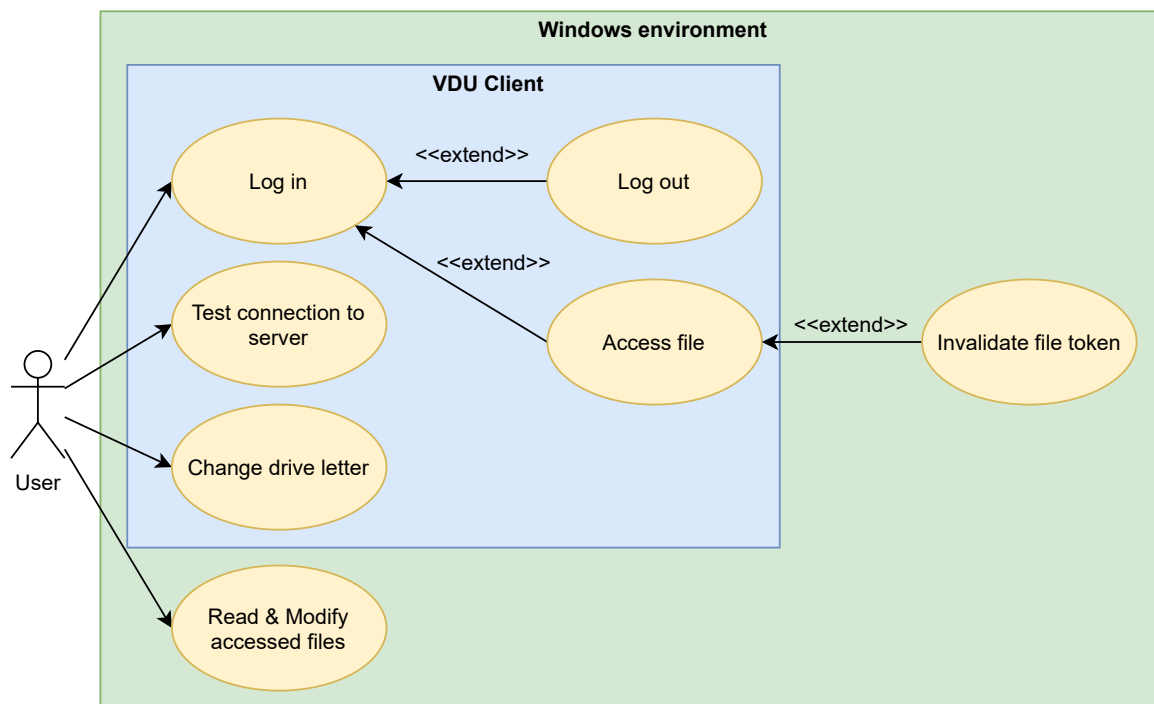 Windows environment
VDU Client
Log in
<<extend>>
Log out
<<extend>>
Test connection to
server
Access file
<<extend>>
Invalidate file token
User
Change drive letter
Read & Modify
accessed files